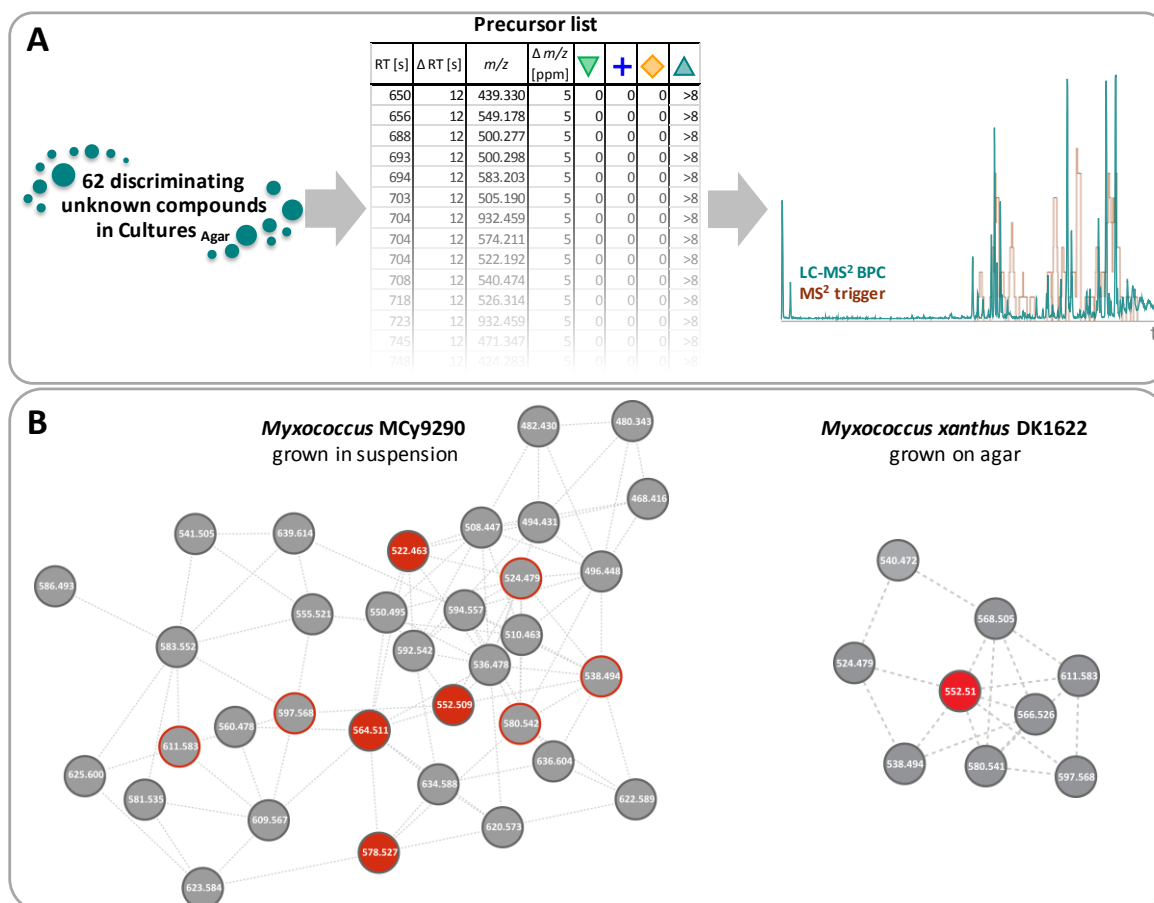 A
Precursor list
RT [s] Δ RT [s] m/z Δ m/z [ppm]
650 12 439.330 5 0 0 0 >8
656 12 549.178 5 0 0 0 >8
688 12 500.277 5 0 0 0 >8
693 12 500.298 5 0 0 0 >8
694 12 583.203 5 0 0 0 >8
703 12 505.190 5 0 0 0 >8
704 12 932.459 5 0 0 0 >8
704 12 574.211 5 0 0 0 >8
704 12 522.192 5 0 0 0 >8
708 12 540.474 5 0 0 0 >8
718 12 526.314 5 0 0 0 >8
723 12 932.459 5 0 0 0 >8
745 12 471.347 5 0 0 0 >8
748 12 424.283 5 0 0 0 >8
62 discriminating
unknown compounds
in Cultures Agar
LC-MS² BPC
MS² trigger
t
B
Myxococcus MCy9290
grown in suspension
482.430
480.343
468.416
494.431
508.447
541.505
639.614
522.463
524.479
496.448
586.493
555.521
550.495
594.557
510.463
583.552
592.542
536.478
538.494
552.509
597.568
560.478
564.511
580.542
611.583
636.604
625.600
581.535
634.588
622.589
609.567
620.573
578.527
623.584
Myxococcus xanthus DK1622
grown on agar
540.472
568.505
524.479
611.583
552.51
566.526
538.494
580.541
597.568